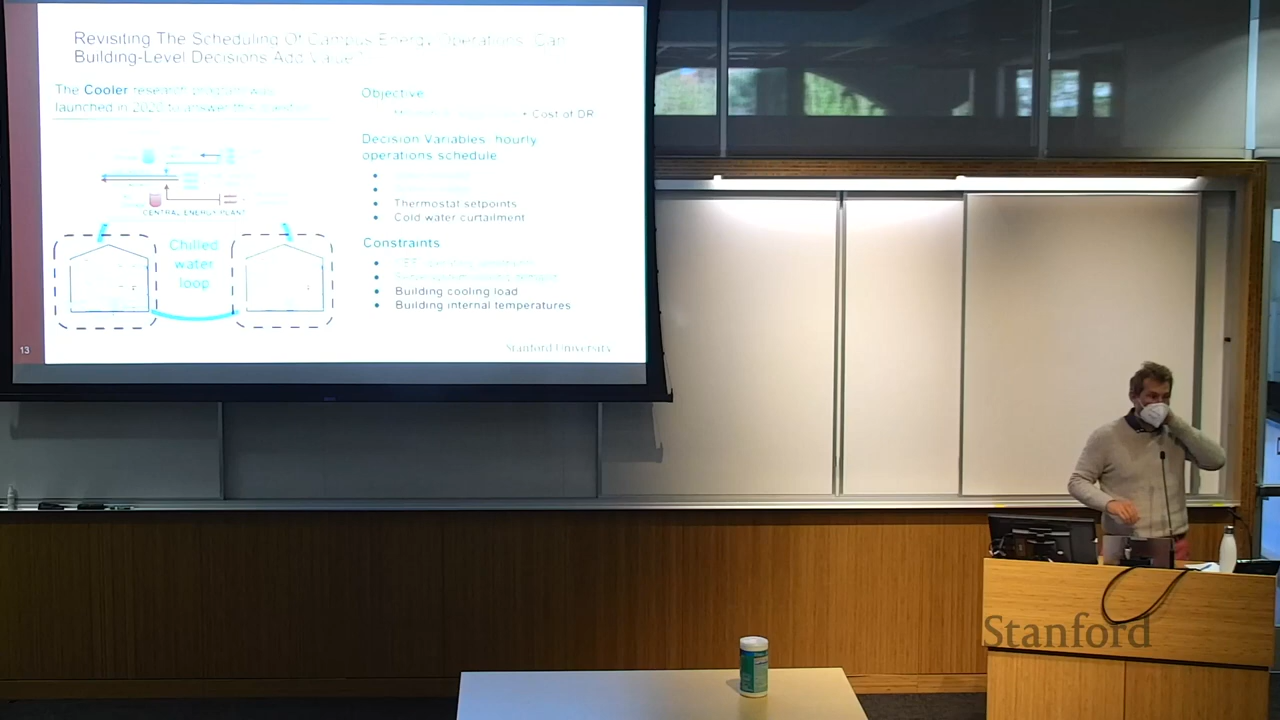 Revisiting The Scheduling Of Campus Energy Operations: Can
Building-Level Decisions Add Value?
The Cooler research program was
launched in 2020 to answer this question
CENTRAL ENERGY PLANT
Chilled
water
loop
Objective
+ Cost of DR
Decision Variables: hourly
operations schedule
Thermostat setpoints
Cold water curtailment
Constraints
Building cooling load
Building internal temperatures
13
Stanford University
Stanford